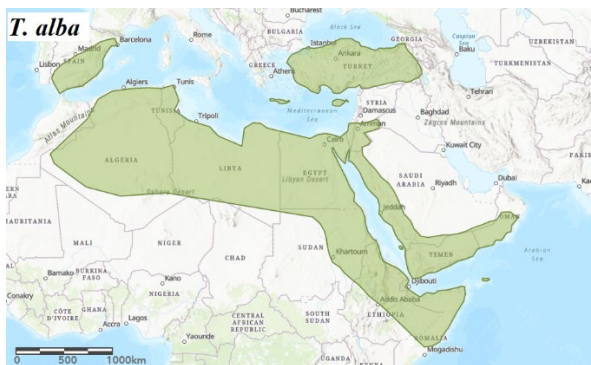 T. alba
Bucharest
Black Sea
GEORGIA
UZBEKISTAN
Barcelona
Rome
BULGARIA
Istanbul
Caspian
Sea
Baku
Madrid
SPAIN
Ankara
TURKEY
TURKMENISTAN
Lisbon
GREECE
Athens
Algiers
Tunis
Tehran
Mediterranean
Sea
SYRIA
Damascus
Baghdad
Atlas Mountains
TUNISIA
Tripoli
Amman
Zagros Mountains
Cairo
Kuwait City
ALGERIA
LIBYA
EGYPT
Libyan Desert
SAUDI
ARABIA
Riyadh
Dubai
Sahara Desert
Jeddah
OMAN
MAURITANIA
MALI
NIGER
CHAD
SUDAN
Khartoum
YEMEN
Arabian
Sea
Bamako
BURKINA
FASO
Kano
NIGERIA
Djibouti
Conakry
CÔTE
D'IVOIRE
GHANA
Accra
Lagos
CENTRAL
AFRICAN
REPUBLIC
SOUTH
SUDAN
Addis Ababa
ETHIOPIA
SOMALIA
Yaounde
UGANDA
Mogadishu
0 500 1000km